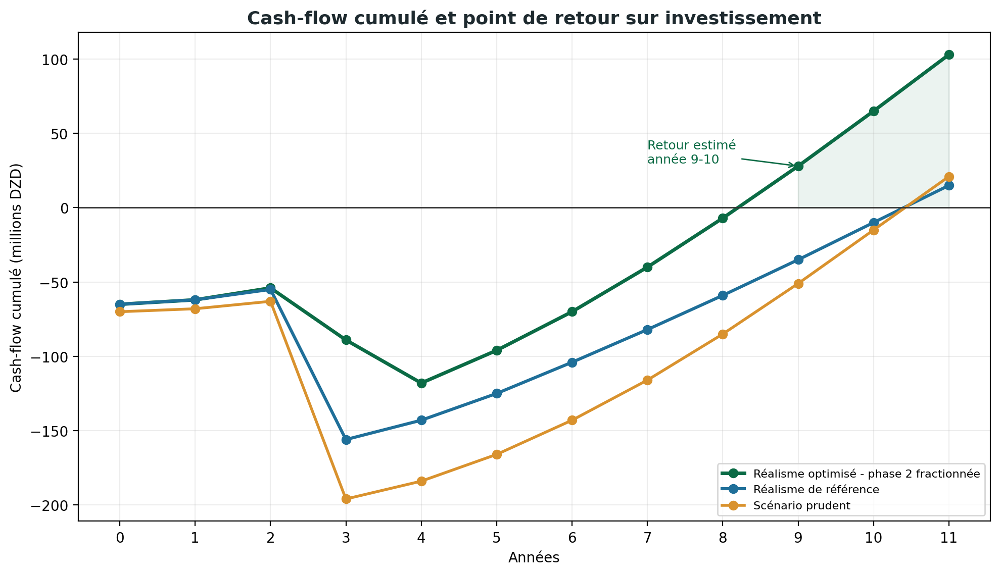 Cash-flow cumulé et point de retour sur investissement
Cash-flow cumulé (millions DZD)
100
50
0
−50
−100
−150
−200
Retour estimé
année 9-10
Réalisme optimisé - phase 2 fractionnée
Réalisme de référence
Scénario prudent
0 1 2 3 4 5 6 7 8 9 10 11
Années